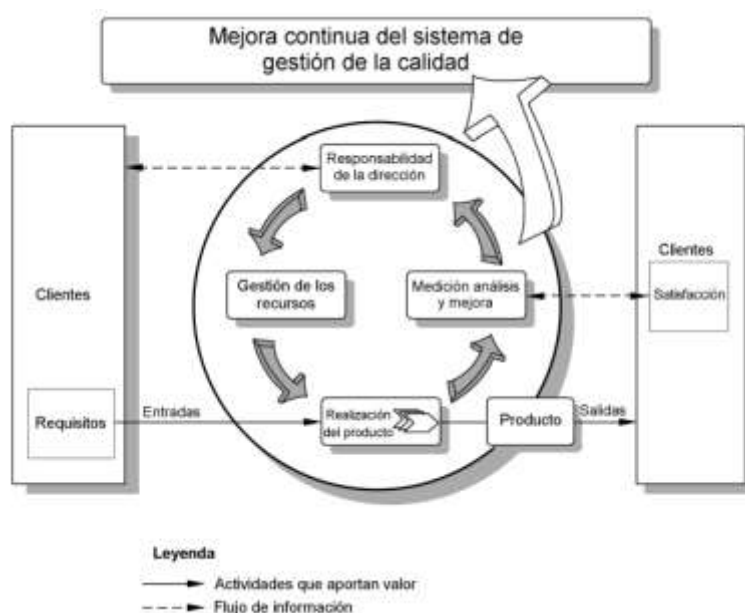 Mejora continua del sistema de
gestión de la calidad
Responsabilidad
de la dirección
Clientes
Gestión de los
recursos
Medición análisis
y mejora
Clientes
Satisfacción
Requisitos
Entradas
Realización
del producto
Producto
Salidas
Leyenda
Actividades que aportan valor
Flujo de información